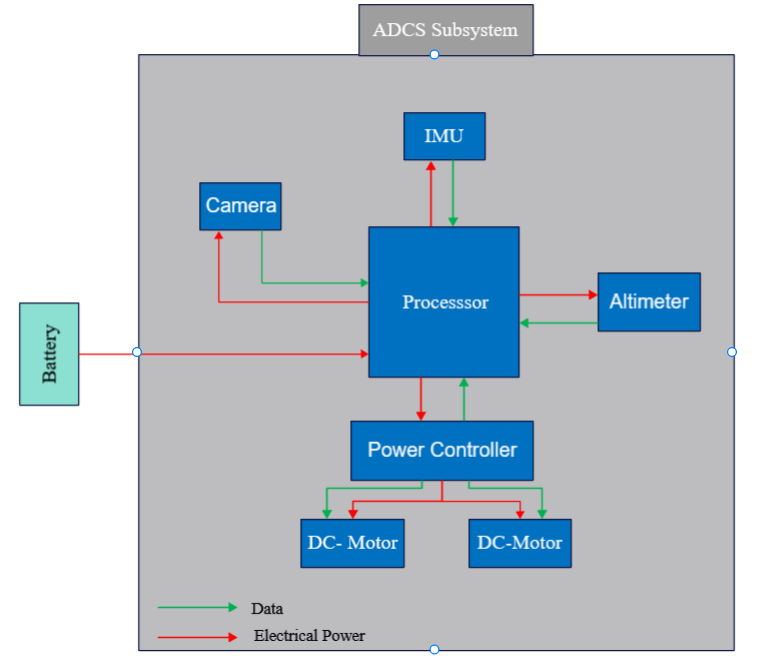 ADCS Subsystem
IMU
Camera
Processsor
Altimeter
Battery
Power Controller
DC- Motor
DC-Motor
Data
Electrical Power